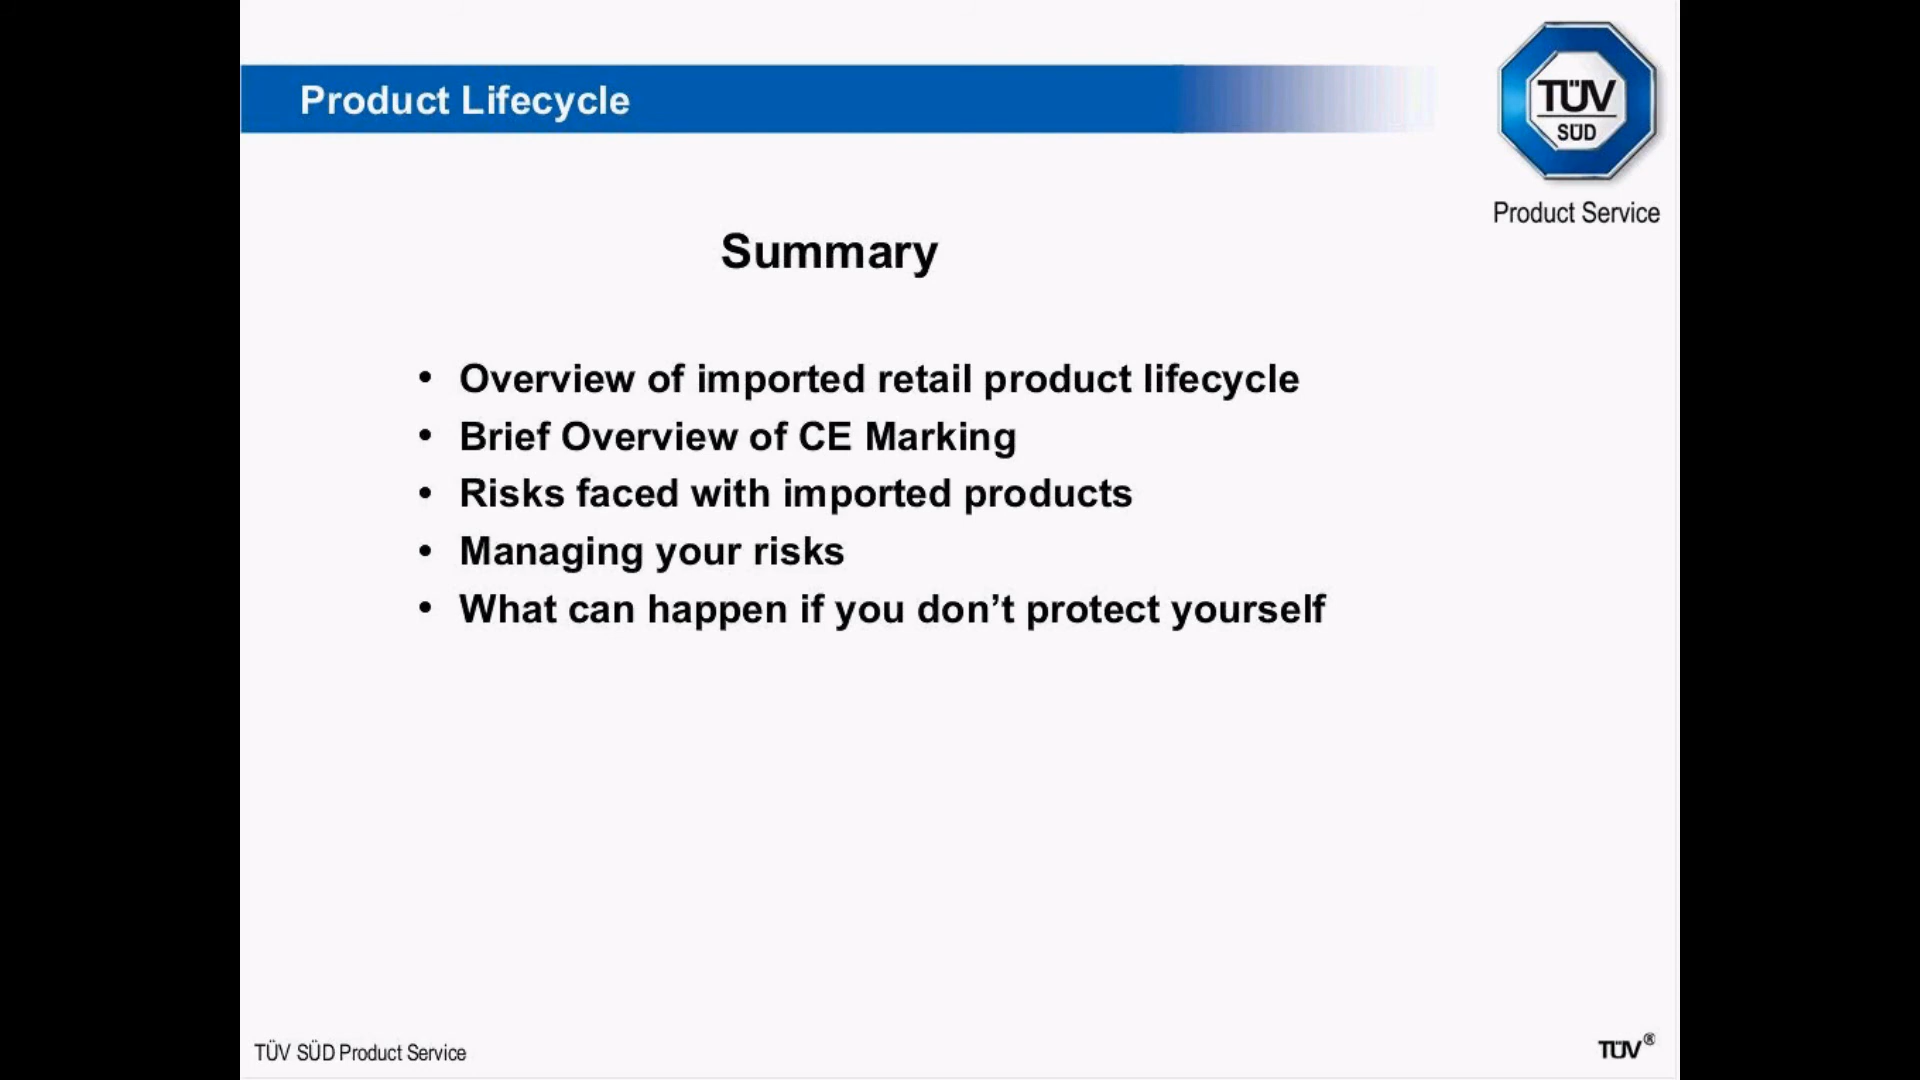 Product Lifecycle
TÜV
SÜD
Product Service
Summary
• Overview of imported retail product lifecycle
• Brief Overview of CE Marking
• Risks faced with imported products
• Managing your risks
• What can happen if you don’t protect yourself
TÜV SÜD Product Service
TÜV®